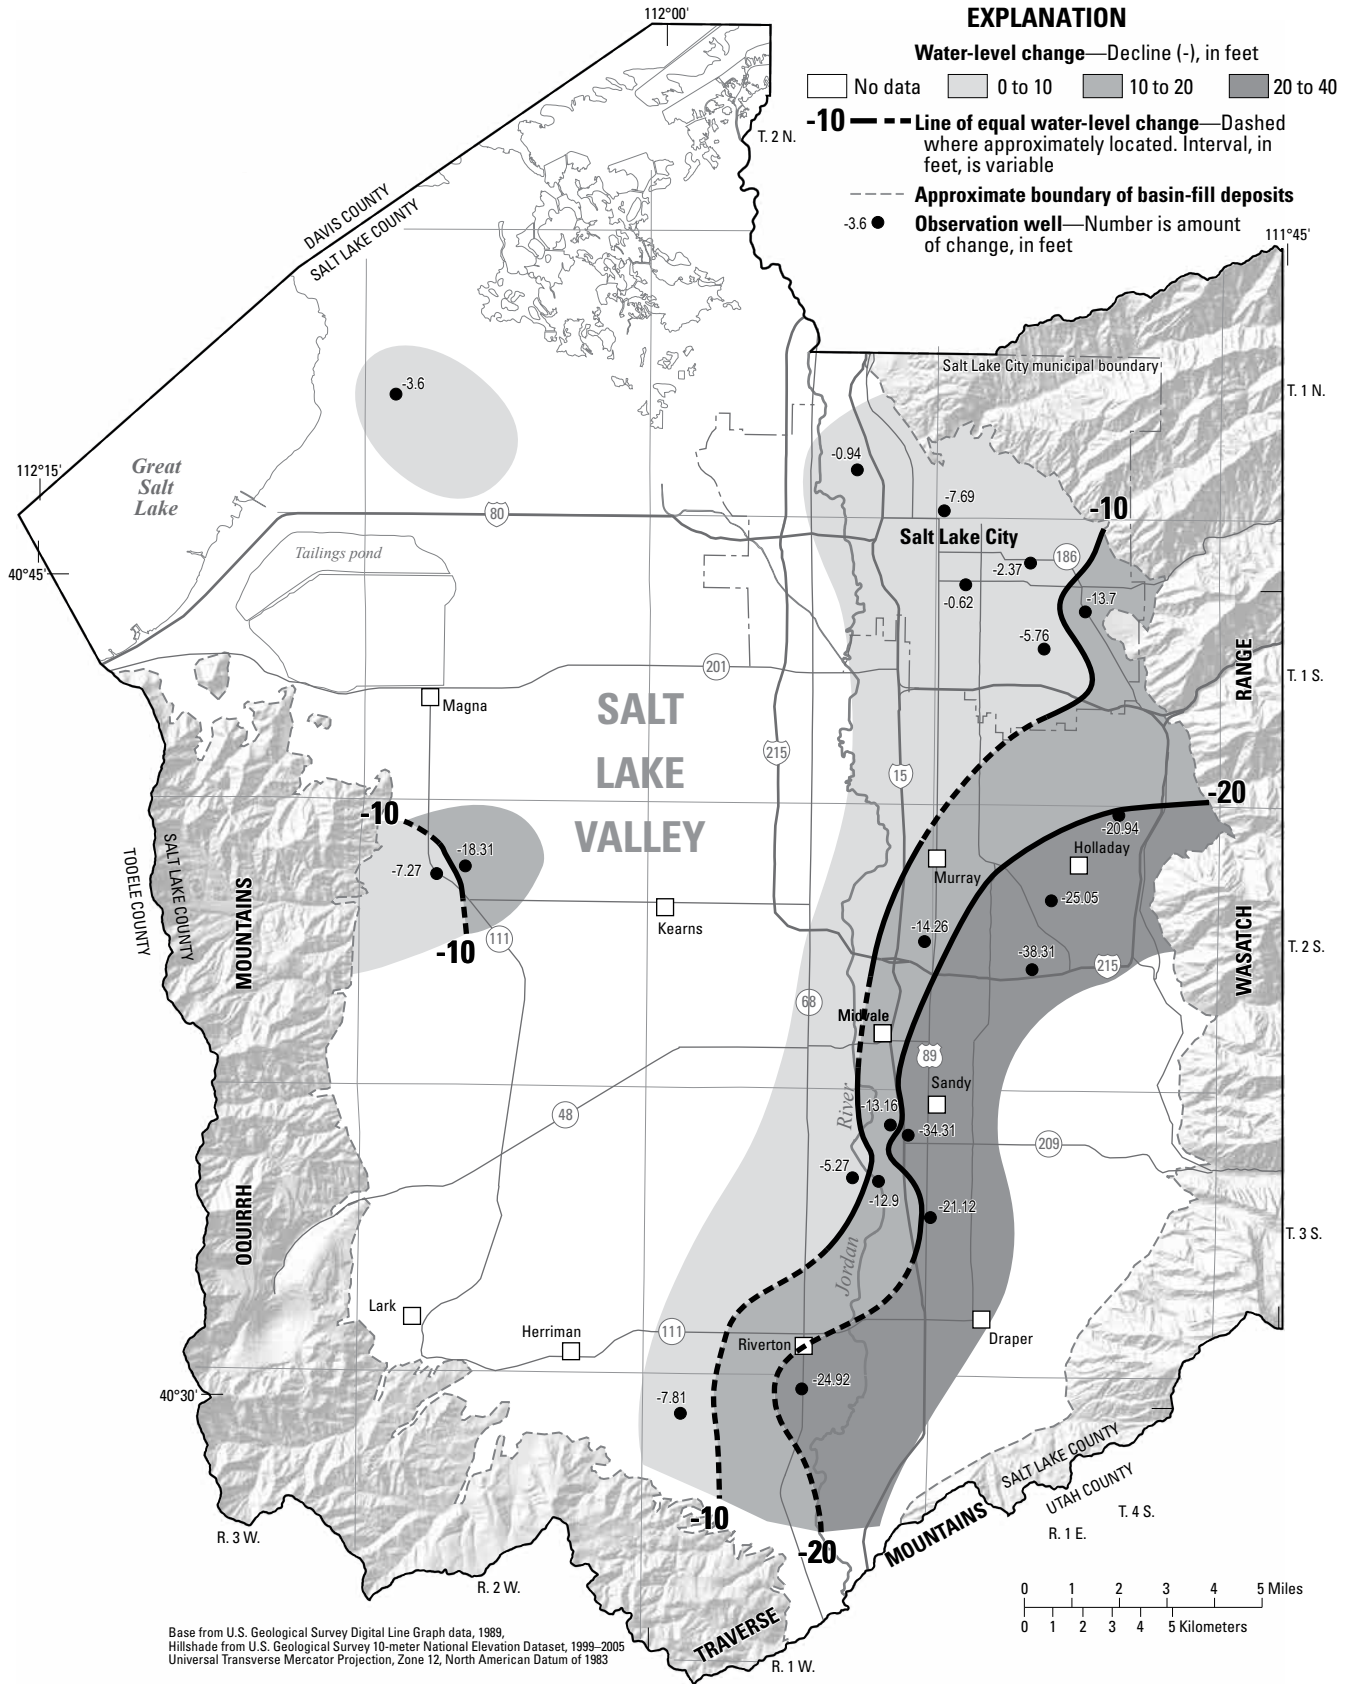 112°00'
EXPLANATION
Water-level change—Decline (-), in feet
No data
0 to 10
10 to 20
20 to 40
-10
Line of equal water-level change—Dashed
where approximately located. Interval, in
feet, is variable
Approximate boundary of basin-fill deposits
-3.6
Observation well—Number is amount
of change, in feet
T. 2 N.
DAVIS COUNTY
SALT LAKE COUNTY
111°45'
Salt Lake City municipal boundary
T. 1 N.
-3.6
-0.94
112°15'
Great
Salt
Lake
80
-7.69
-10
Salt Lake City
Tailings pond
186
-2.37
40°45'
-0.62
-13.7
-5.76
RANGE
201
T. 1 S.
Magna
SALT
LAKE
VALLEY
215
15
-20
-10
-20.94
Holladay
-18.31
-7.27
Murray
TOOELE COUNTY
SALT LAKE COUNTY
MOUNTAINS
-25.05
Kearns
-14.26
111
-10
-38.31
215
T. 2 S.
WASATCH
68
Midvale
89
Sandy
River
-13.16
48
-34.31
209
-5.27
-12.9
-21.12
OQUIRRH
T. 3 S.
Jordan
Lark
Herriman
111
Riverton
Draper
-24.92
40°30'
-7.81
SALT LAKE COUNTY
UTAH COUNTY
T. 4 S.
-10
R. 3 W.
R. 1 E.
MOUNTAINS
-20
R. 2 W.
0 1 2 3 4 5 Miles
0 1 2 3 4 5 Kilometers
TRAVERSE
R. 1 W.
Base from U.S. Geological Survey Digital Line Graph data, 1989,
Hillshade from U.S. Geological Survey 10-meter National Elevation Dataset, 1999–2005
Universal Transverse Mercator Projection, Zone 12, North American Datum of 1983